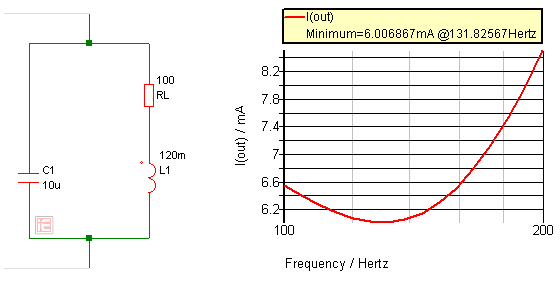 100
RL
120m
L1
C1
10u
I(out)
Minimum=6.006867mA @131.82567Hertz
I(out) / mA
8.2
7.8
7.4
7
6.6
6.2
100
200
Frequency / Hertz